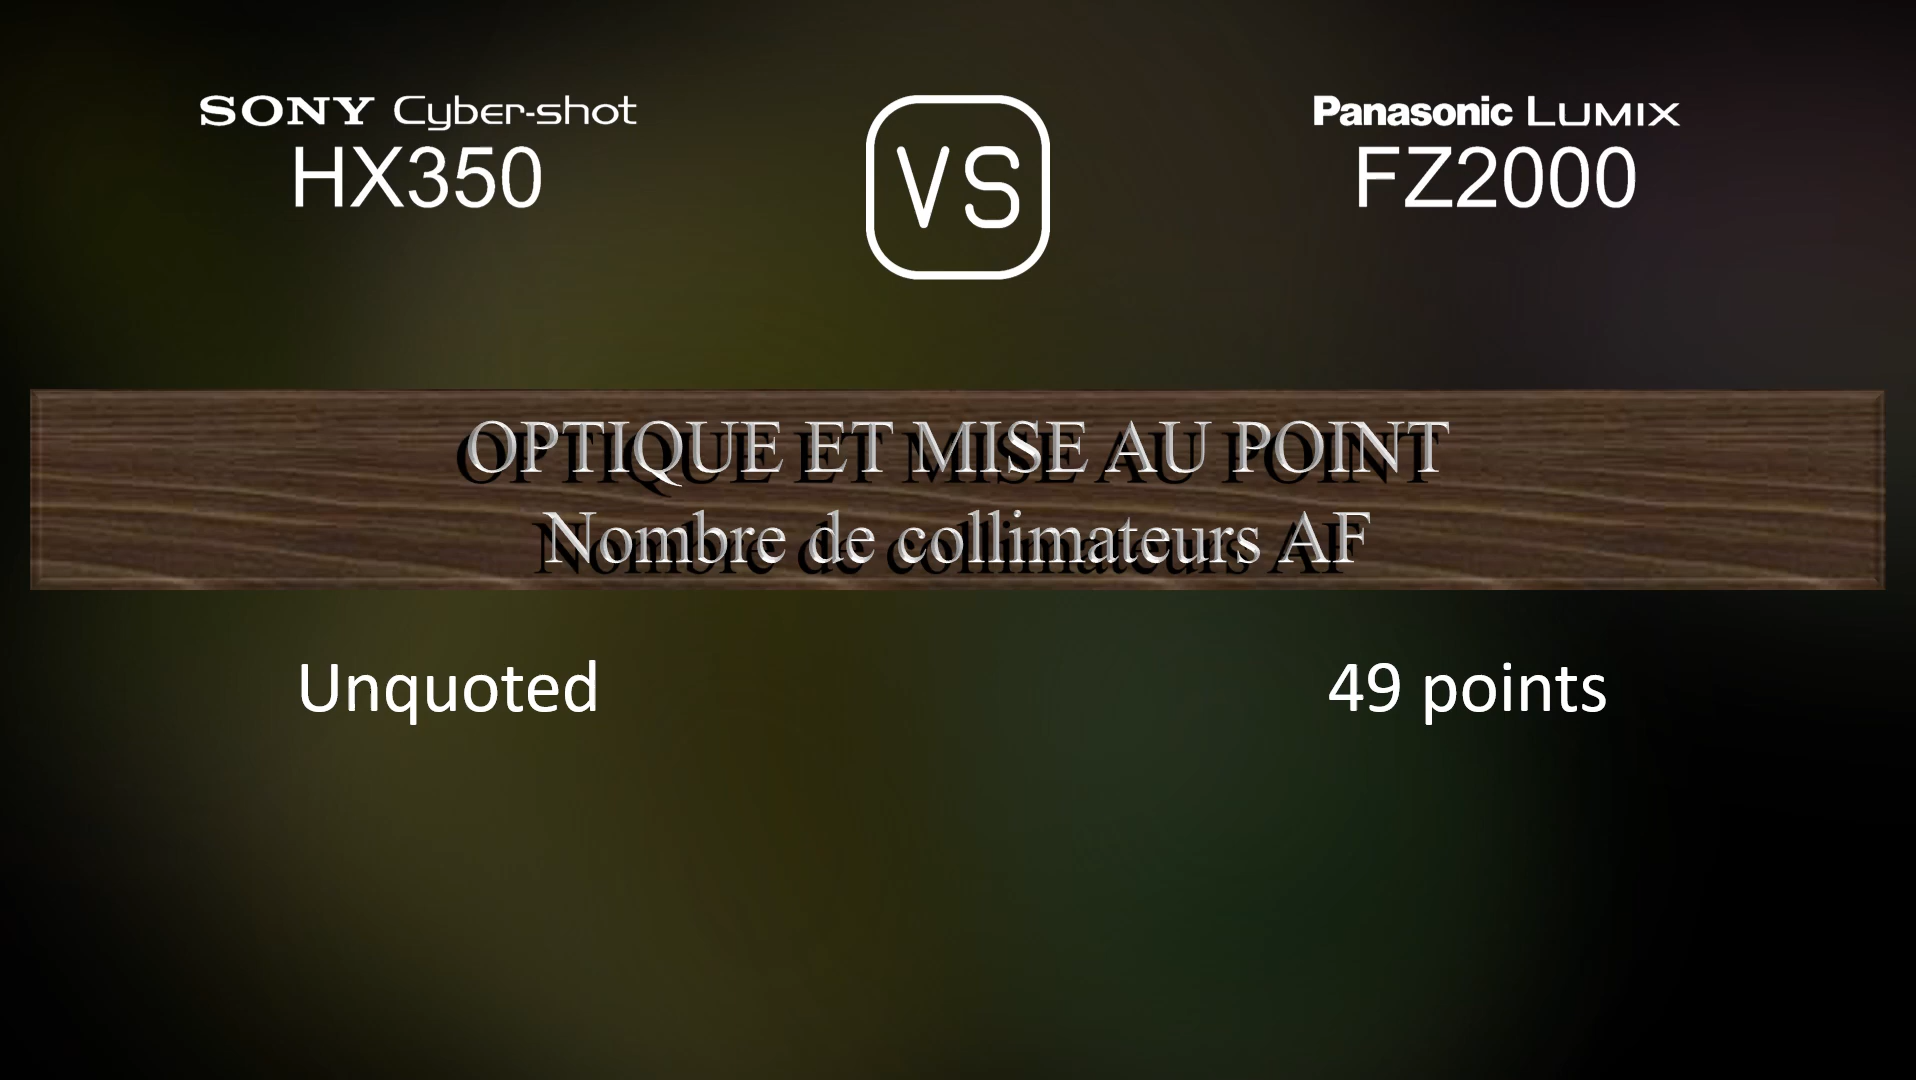 SONY Cyber-shot
HX350
VS
Panasonic LUMIX
FZ2000
OPTIQUE ET MISE AU POINT
Nombre de collimateurs AF
Unquoted
49 points